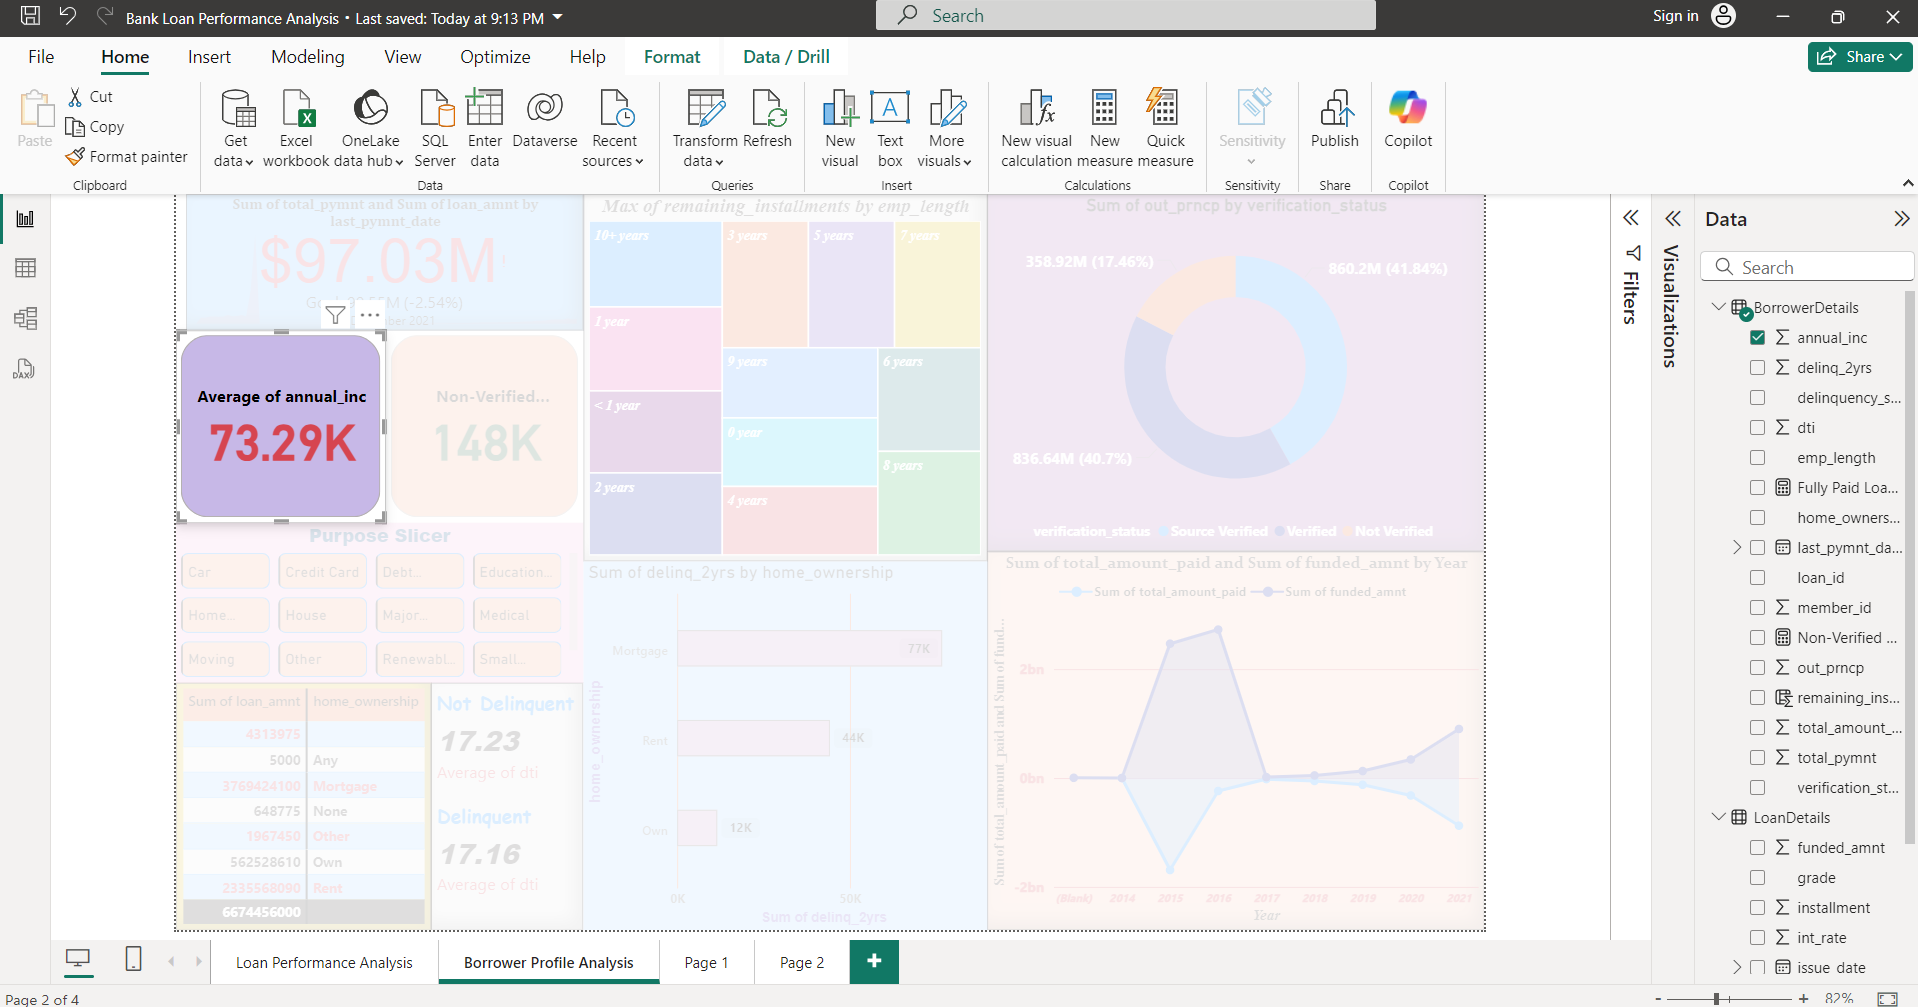 Bank Loan Performance Analysis • Last saved: Today at 9:13 PM
Search
Sign in
File Home Insert Modeling View Optimize Help Format Data / Drill
Share
Paste
Cut
Copy
Format painter
Clipboard
Get data
Excel workbook
OneLake data hub
SQL Server
Enter data
Dataverse
Recent sources
Data
Transform data
Refresh
Queries
New visual
Text box
More visuals
Insert
New visual calculation
New measure
Quick measure
Calculations
Sensitivity
Sensitivity
Publish
Share
Copilot
Copilot
Sum of total_pymnt and Sum of loan_amnt by
last_pymnt_date
$97.03M
(-2.54%)
2021
Average of annual_inc
73.29K
Non-Verified...
148K
Purpose Slicer
Car
Credit Card
Debt...
Education...
Home...
House
Major...
Medical
Moving
Other
Renewabl...
Small...
Sum of loan_amnt home_ownership
4313975
5000 Any
3769424100 Mortgage
648775 None
1967450 Other
562528610 Own
2335568090 Rent
6674456000
Not Delinquent
17.23
Average of dti
Delinquent
17.16
Average of dti
Max of remaining_installments by emp_length
10+ years
3 years
5 years
7 years
1 year
9 years
6 years
< 1 year
0 year
8 years
2 years
4 years
Sum of delinq_2yrs by home_ownership
home_ownership
Mortgage
77K
Rent
44K
Own
12K
0K
50K
Sum of delinq_2yrs
Sum of out_prncp by verification_status
358.92M (17.46%)
860.2M (41.84%)
836.64M (40.7%)
verification_status Source Verified Verified Not Verified
Sum of total_amount_paid and Sum of funded_amnt by Year
Sum of total_amount_paid Sum of funded_amnt
Sum of total_amount_paid and Sum of fund...
2bn
0bn
-2bn
(Blank) 2014 2015 2016 2017 2018 2019 2020 2021
Year
Filters
Visualizations
Data
Search
BorrowerDetails
annual_inc
delinq_2yrs
delinquency_s...
dti
emp_length
Fully Paid Loa...
home_owners...
last_pymnt_da...
loan_id
member_id
Non-Verified ...
out_prncp
remaining_ins...
total_amount_...
total_pymnt
verification_st...
LoanDetails
funded_amnt
grade
installment
int_rate
issue date
DAX
Loan Performance Analysis
Borrower Profile Analysis
Page 1
Page 2
Page 2 of 4
82%